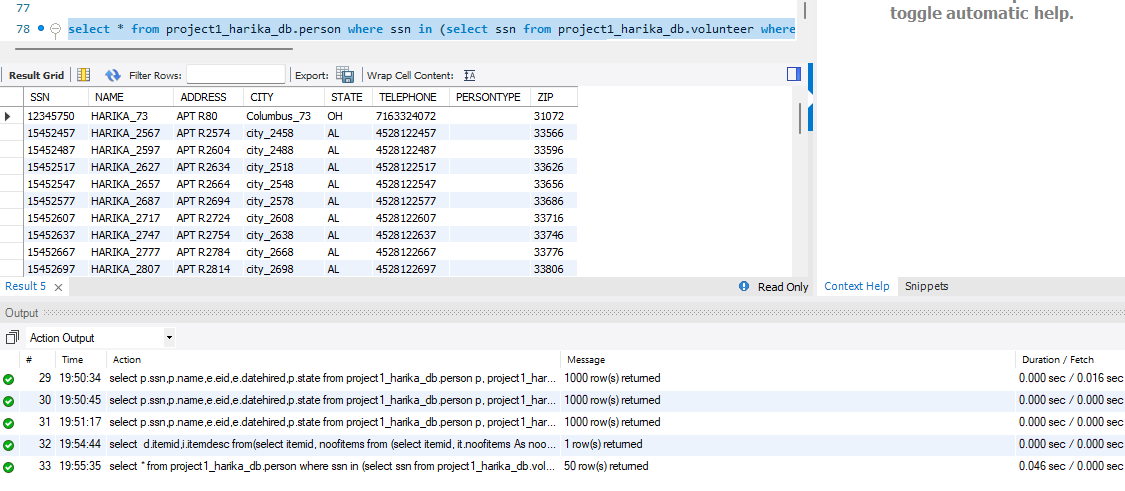 77
toggle automatic help.
78 select * from project1_harika_db.person where ssn in (select ssn from project1_harika_db.volunteer where
Result Grid Filter Rows: Export: Wrap Cell Content:
SSN NAME ADDRESS CITY STATE TELEPHONE PERSONTYPE ZIP
12345750 HARIKA_73 APT R80 Columbus_73 OH 7163324072 31072
15452457 HARIKA_2567 APT R2574 city_2458 AL 4528122457 33566
15452487 HARIKA_2597 APT R2604 city_2488 AL 4528122487 33596
15452517 HARIKA_2627 APT R2634 city_2518 AL 4528122517 33626
15452547 HARIKA_2657 APT R2664 city_2548 AL 4528122547 33656
15452577 HARIKA_2687 APT R2694 city_2578 AL 4528122577 33686
15452607 HARIKA_2717 APT R2724 city_2608 AL 4528122607 33716
15452637 HARIKA_2747 APT R2754 city_2638 AL 4528122637 33746
15452667 HARIKA_2777 APT R2784 city_2668 AL 4528122667 33776
15452697 HARIKA_2807 APT R2814 city_2698 AL 4528122697 33806
Result 5 Read Only Context Help Snippets
Output
Action Output
# Time Action Message Duration / Fetch
29 19:50:34 select p.ssn,p.name,e.eid,e.datehired,p.state from project1_harika_db.person p, project1_har... 1000 row(s) returned 0.000 sec / 0.016 sec
30 19:50:45 select p.ssn,p.name,e.eid,e.datehired,p.state from project1_harika_db.person p, project1_har... 1000 row(s) returned 0.000 sec / 0.000 sec
31 19:51:17 select p.ssn,p.name,e.eid,e.datehired,p.state from project1_harika_db.person p, project1_har... 1000 row(s) returned 0.000 sec / 0.000 sec
32 19:54:44 select d.itemid,i.itemdesc from(select itemid, noofitems from (select itemid, it.noofitems As noo... 1 row(s) returned 0.000 sec / 0.000 sec
33 19:55:35 select * from project1_harika_db.person where ssn in (select ssn from project1_harika_db.vol... 50 row(s) returned 0.046 sec / 0.000 sec